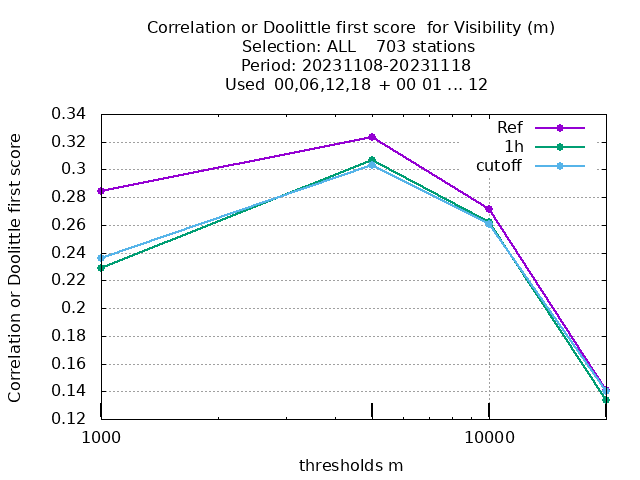 Correlation or Doolittle first score  for Visibility (m)
Selection: ALL    703 stations
Period: 20231108-20231118
Used  00,06,12,18  + 00 01 ... 12
Correlation or Doolittle first score
0.34
0.32
0.3
0.28
0.26
0.24
0.22
0.2
0.18
0.16
0.14
0.12
Ref
1h
cutoff
1000
10000
thresholds m